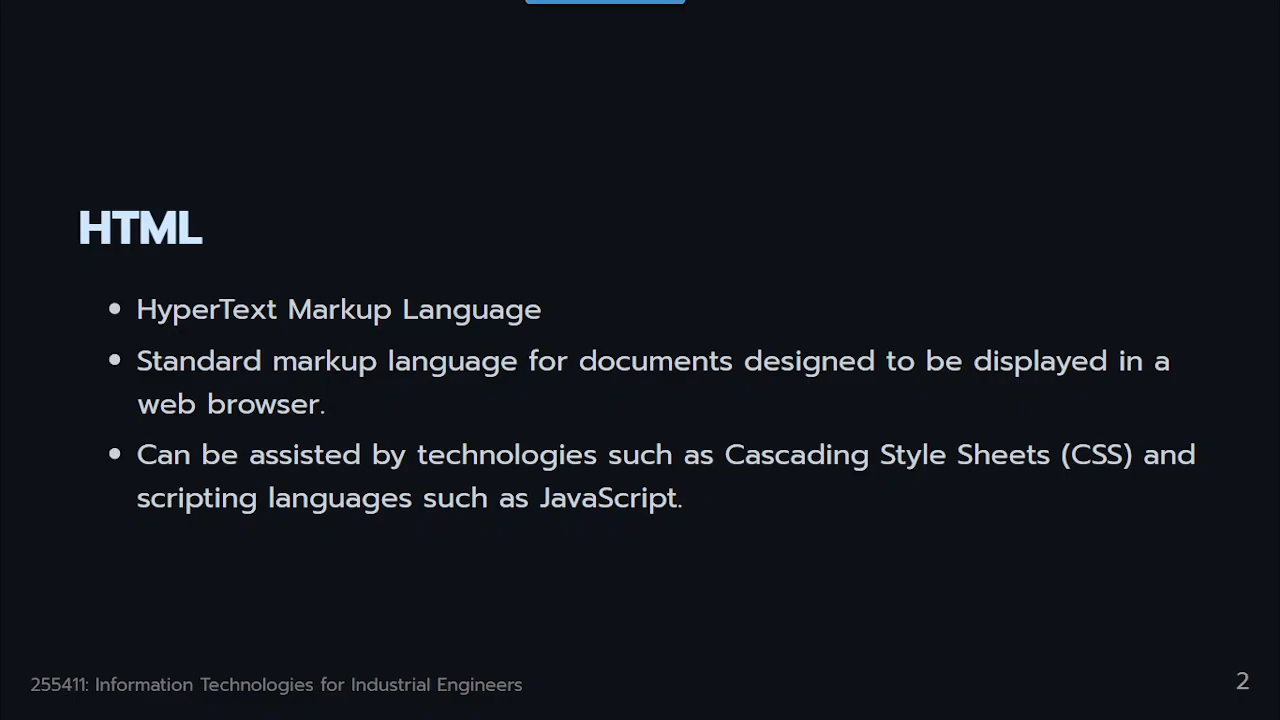 HTML
HyperText Markup Language
Standard markup language for documents designed to be displayed in a
web browser.
Can be assisted by technologies such as Cascading Style Sheets (CSS) and
scripting languages such as JavaScript.
255411: Information Technologies for Industrial Engineers
2